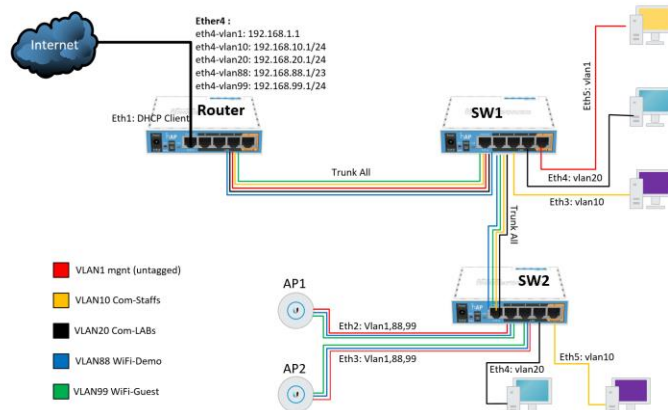 Internet
Ether4 :
eth4-vlan1: 192.168.1.1
eth4-vlan10: 192.168.10.1/24
eth4-vlan20: 192.168.20.1/24
eth4-vlan88: 192.168.88.1/23
eth4-vlan99: 192.168.99.1/24
Eth1: DHCP Client
Router
SW1
Eth5: vlan1
Eth4: vlan20
Eth3: vlan10
Trunk All
Trunk All
VLAN1 mgnt (untagged)
VLAN10 Com-Staffs
VLAN20 Com-LABs
VLAN88 WiFi-Demo
VLAN99 WiFi-Guest
AP1
SW2
Eth2: Vlan1,88,99
Eth3: Vlan1,88,99
AP2
Eth4: vlan20
Eth5: vlan10